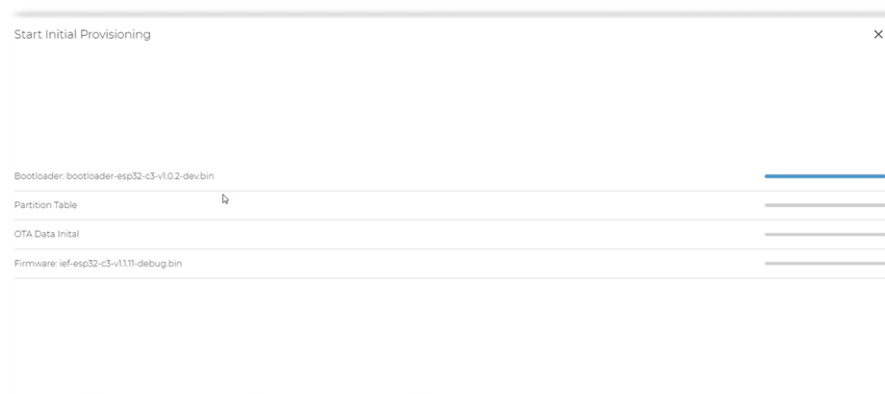 Start Initial Provisioning
Bootloader: bootloader-esp32-c3-v1.0.2-dev.bin
Partition Table
OTA Data Inital
Firmware: ief-esp32-c3-v1.1.11-debug.bin